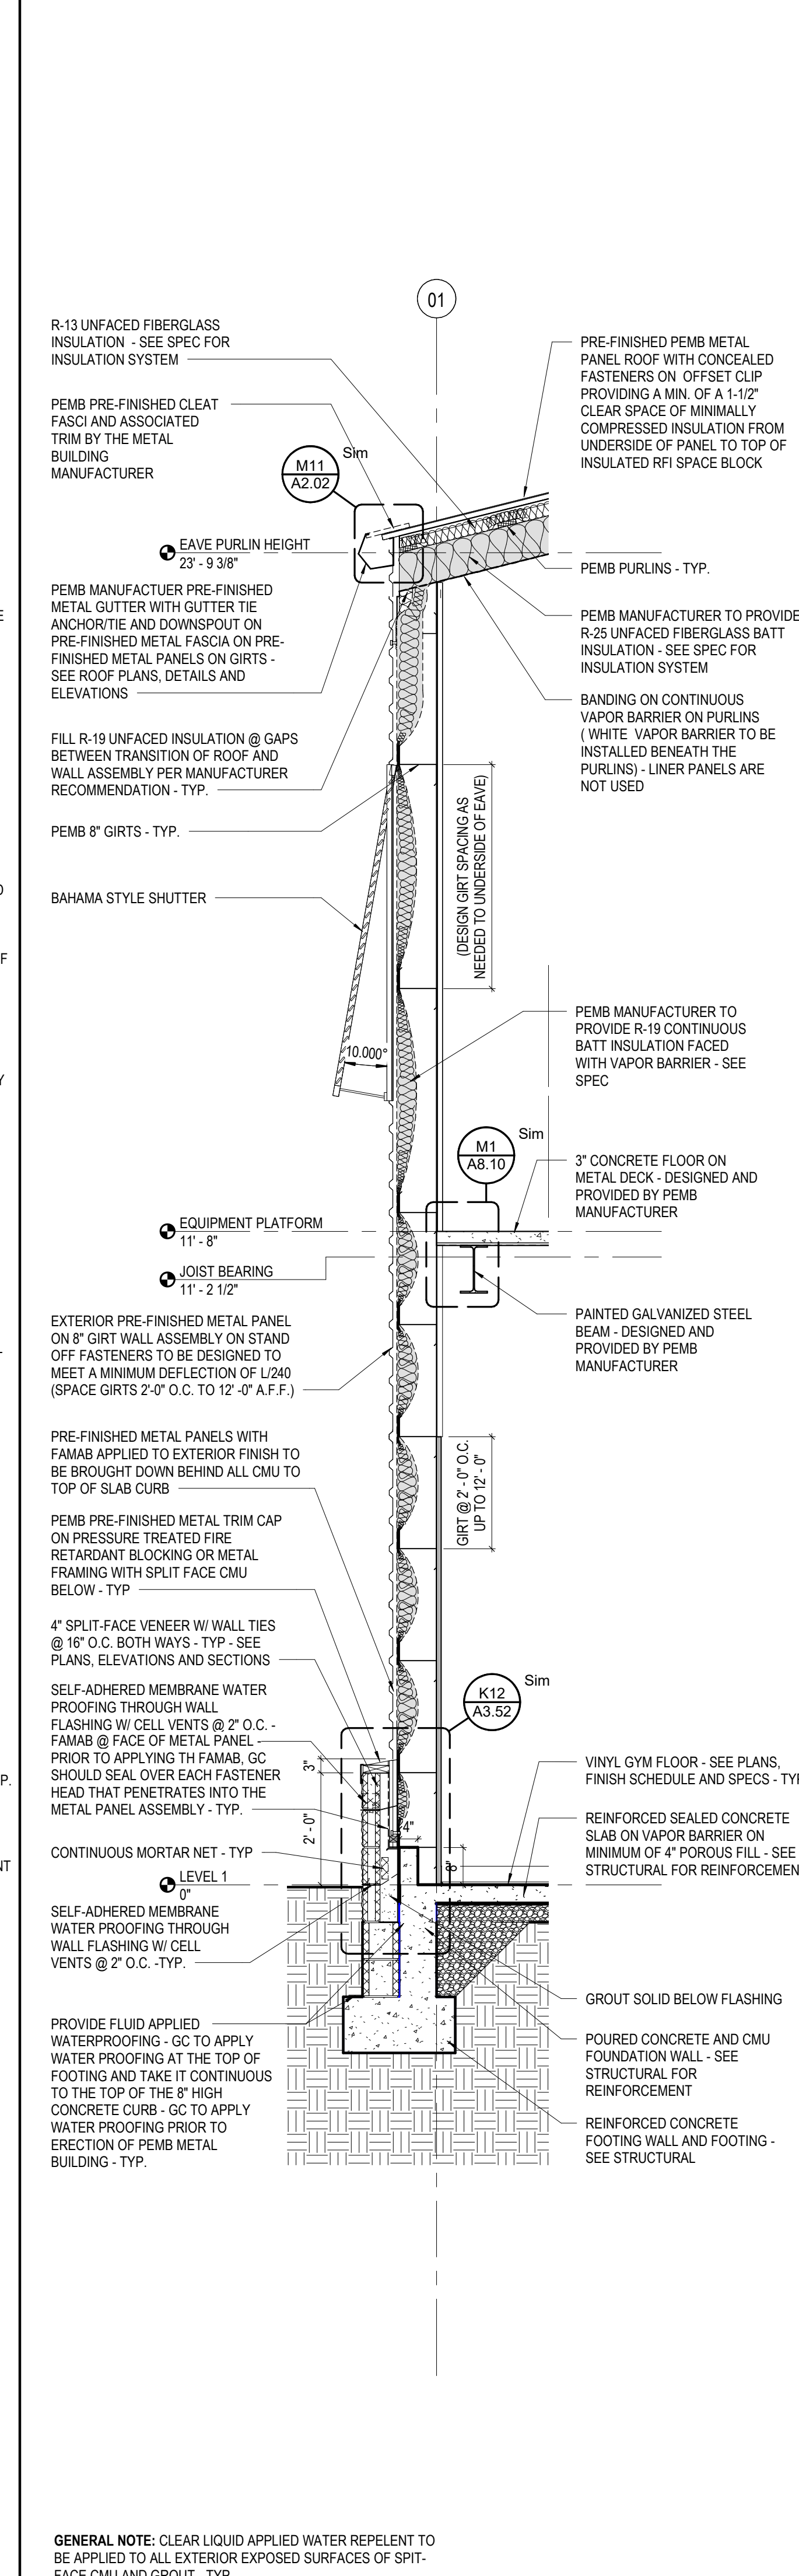 01
R-13 UNFACED FIBERGLASS
INSULATION - SEE SPEC FOR
INSULATION SYSTEM
PEMB PRE-FINISHED CLEAT
FASCI AND ASSOCIATED
TRIM BY THE METAL
BUILDING
MANUFACTURER
M11
A2.02
Sim
EAVE PURLIN HEIGHT
23' - 9 3/8"
PEMB MANUFACTUER PRE-FINISHED
METAL GUTTER WITH GUTTER TIE
ANCHOR/TIE AND DOWNSPOUT ON
PRE-FINISHED METAL FASCIA ON PRE-
FINISHED METAL PANELS ON GIRTS -
SEE ROOF PLANS, DETAILS AND
ELEVATIONS
FILL R-19 UNFACED INSULATION @ GAPS
BETWEEN TRANSITION OF ROOF AND
WALL ASSEMBLY PER MANUFACTURER
RECOMMENDATION - TYP.
PEMB 8" GIRTS - TYP.
BAHAMA STYLE SHUTTER
10.000°
EQUIPMENT PLATFORM
11' - 8"
JOIST BEARING
11' - 2 1/2"
EXTERIOR PRE-FINISHED METAL PANEL
ON 8" GIRT WALL ASSEMBLY ON STAND
OFF FASTENERS TO BE DESIGNED TO
MEET A MINIMUM DEFLECTION OF L/240
(SPACE GIRTS 2'-0" O.C. TO 12' -0" A.F.F.)
PRE-FINISHED METAL PANELS WITH
FAMAB APPLIED TO EXTERIOR FINISH TO
BE BROUGHT DOWN BEHIND ALL CMU TO
TOP OF SLAB CURB
PEMB PRE-FINISHED METAL TRIM CAP
ON PRESSURE TREATED FIRE
RETARDANT BLOCKING OR METAL
FRAMING WITH SPLIT FACE CMU
BELOW - TYP
4" SPLIT-FACE VENEER W/ WALL TIES
@ 16" O.C. BOTH WAYS - TYP - SEE
PLANS, ELEVATIONS AND SECTIONS
SELF-ADHERED MEMBRANE WATER
PROOFING THROUGH WALL
FLASHING W/ CELL VENTS @ 2" O.C. -
FAMAB @ FACE OF METAL PANEL -
PRIOR TO APPLYING TH FAMAB, GC
SHOULD SEAL OVER EACH FASTENER
HEAD THAT PENETRATES INTO THE
METAL PANEL ASSEMBLY - TYP.
CONTINUOUS MORTAR NET - TYP
LEVEL 1
0"
SELF-ADHERED MEMBRANE
WATER PROOFING THROUGH
WALL FLASHING W/ CELL
VENTS @ 2" O.C. -TYP.
PROVIDE FLUID APPLIED
WATERPROOFING - GC TO APPLY
WATER PROOFING AT THE TOP OF
FOOTING AND TAKE IT CONTINUOUS
TO THE TOP OF THE 8" HIGH
CONCRETE CURB - GC TO APPLY
WATER PROOFING PRIOR TO
ERECTION OF PEMB METAL
BUILDING - TYP.
PRE-FINISHED PEMB METAL
PANEL ROOF WITH CONCEALED
FASTENERS ON OFFSET CLIP
PROVIDING A MIN. OF A 1-1/2"
CLEAR SPACE OF MINIMALLY
COMPRESSED INSULATION FROM
UNDERSIDE OF PANEL TO TOP OF
INSULATED RFI SPACE BLOCK
PEMB PURLINS - TYP.
PEMB MANUFACTURER TO PROVIDE
R-25 UNFACED FIBERGLASS BATT
INSULATION - SEE SPEC FOR
INSULATION SYSTEM
BANDING ON CONTINUOUS
VAPOR BARRIER ON PURLINS
( WHITE VAPOR BARRIER TO BE
INSTALLED BENEATH THE
PURLINS) - LINER PANELS ARE
NOT USED
(DESIGN GIRT SPACING AS
NEEDED TO UNDERSIDE OF EAVE)
PEMB MANUFACTURER TO
PROVIDE R-19 CONTINUOUS
BATT INSULATION FACED
WITH VAPOR BARRIER - SEE
SPEC
M1
A8.10
Sim
3" CONCRETE FLOOR ON
METAL DECK - DESIGNED AND
PROVIDED BY PEMB
MANUFACTURER
PAINTED GALVANIZED STEEL
BEAM - DESIGNED AND
PROVIDED BY PEMB
MANUFACTURER
GIRT @ 2' - 0" O.C.
UP TO 12' - 0"
K12
A3.52
Sim
3"
2' - 0"
4"
8"
VINYL GYM FLOOR - SEE PLANS,
FINISH SCHEDULE AND SPECS - TYP
REINFORCED SEALED CONCRETE
SLAB ON VAPOR BARRIER ON
MINIMUM OF 4" POROUS FILL - SEE
STRUCTURAL FOR REINFORCEMEN
GROUT SOLID BELOW FLASHING
POURED CONCRETE AND CMU
FOUNDATION WALL - SEE
STRUCTURAL FOR
REINFORCEMENT
REINFORCED CONCRETE
FOOTING WALL AND FOOTING -
SEE STRUCTURAL
GENERAL NOTE: CLEAR LIQUID APPLIED WATER REPELENT TO
BE APPLIED TO ALL EXTERIOR EXPOSED SURFACES OF SPIT-
FACE CMU AND GROUT - TYP